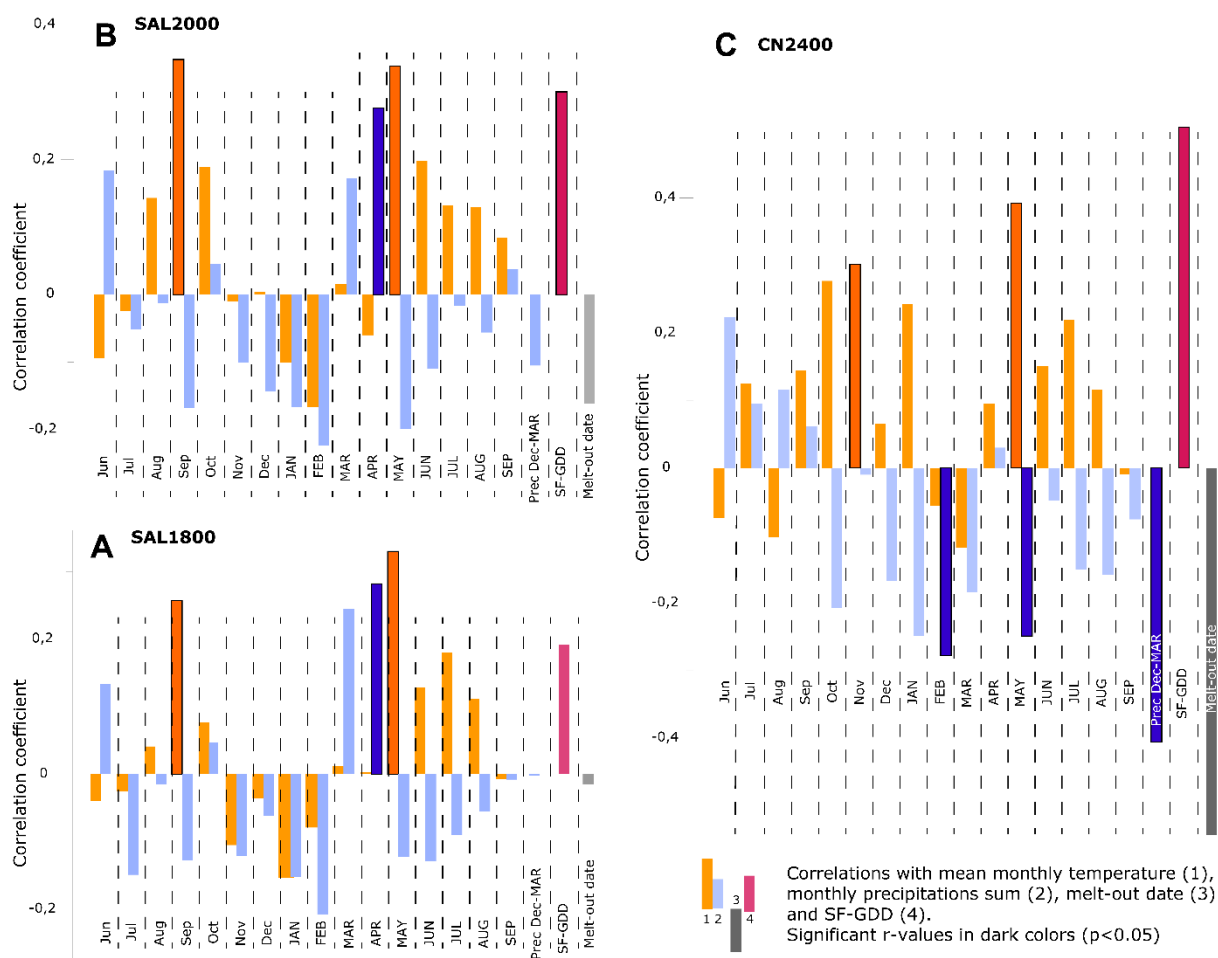 B SAL2000
0,4
0,2
0
-0,2
Correlation coefficient
Jun
Jul
Aug
Sep
Oct
Nov
Dec
JAN
FEB
MAR
APR
MAY
JUN
JUL
AUG
SEP
Prec Dec-MAR
SF-GDD
Melt-out date
A SAL1800
0,2
0
-0,2
Correlation coefficient
Jun
Jul
Aug
Sep
Oct
Nov
Dec
JAN
FEB
MAR
APR
MAY
JUN
JUL
AUG
SEP
Prec Dec-MAR
SF-GDD
Melt-out date
C CN2400
0,4
0,2
0
-0,2
-0,4
Correlation coefficient
Jun
Jul
Aug
Sep
Oct
Nov
Dec
JAN
FEB
MAR
APR
MAY
JUN
JUL
AUG
SEP
Prec Dec-MAR
SF-GDD
Melt-out date
1 2 3 4
Correlations with mean monthly temperature (1),
monthly precipitations sum (2), melt-out date (3)
and SF-GDD (4).
Significant r-values in dark colors (p<0.05)